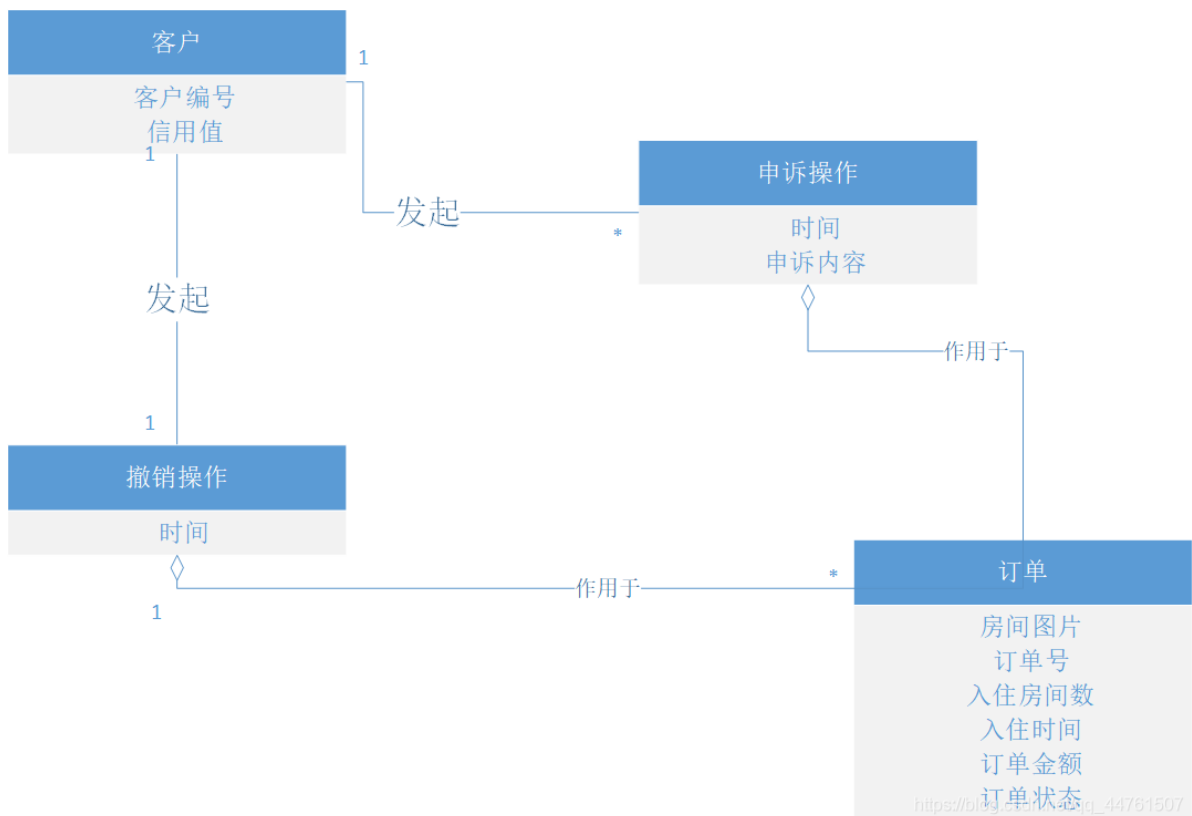 客户
1
客户编号
信用值
1
申诉操作
发起
时间
*
申诉内容
发起
作用于
1
撤销操作
时间
订单
*
作用于
1
房间图片
订单号
入住房间数
入住时间
订单金额
订单状态